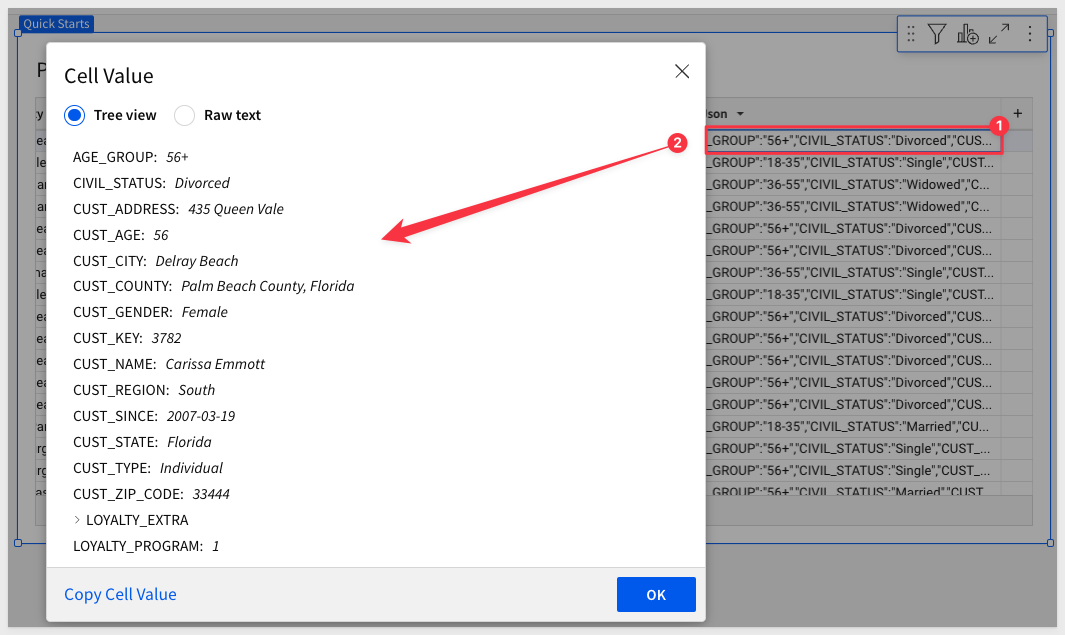 Quick Starts
P
Cell Value
Tree view
Raw text
AGE_GROUP: 56+
CIVIL_STATUS: Divorced
CUST_ADDRESS: 435 Queen Vale
CUST_AGE: 56
CUST_CITY: Delray Beach
CUST_COUNTY: Palm Beach County, Florida
CUST_GENDER: Female
CUST_KEY: 3782
CUST_NAME: Carissa Emmott
CUST_REGION: South
CUST_SINCE: 2007-03-19
CUST_STATE: Florida
CUST_TYPE: Individual
CUST_ZIP_CODE: 33444
> LOYALTY_EXTRA
LOYALTY_PROGRAM: 1
Copy Cell Value
OK
2
1
Json
+
_GROUP":"56+","CIVIL_STATUS":"Divorced","CUS...
_GROUP":"18-35","CIVIL_STATUS":"Single","CUST...
_GROUP":"36-55","CIVIL_STATUS":"Widowed","C...
_GROUP":"36-55","CIVIL_STATUS":"Widowed","C...
_GROUP":"56+","CIVIL_STATUS":"Divorced","CUS...
_GROUP":"56+","CIVIL_STATUS":"Divorced","CUS...
_GROUP":"36-55","CIVIL_STATUS":"Single","CUST...
_GROUP":"18-35","CIVIL_STATUS":"Single","CUST...
_GROUP":"56+","CIVIL_STATUS":"Divorced","CUS...
_GROUP":"56+","CIVIL_STATUS":"Divorced","CUS...
_GROUP":"56+","CIVIL_STATUS":"Divorced","CUS...
_GROUP":"56+","CIVIL_STATUS":"Divorced","CUS...
_GROUP":"56+","CIVIL_STATUS":"Divorced","CUS...
_GROUP":"18-35","CIVIL_STATUS":"Married","CU...
_GROUP":"56+","CIVIL_STATUS":"Single","CUST_...
_GROUP":"56+","CIVIL_STATUS":"Single","CUST_...
_GROUP":"56+","CIVIL_STATUS":"Married","CUST